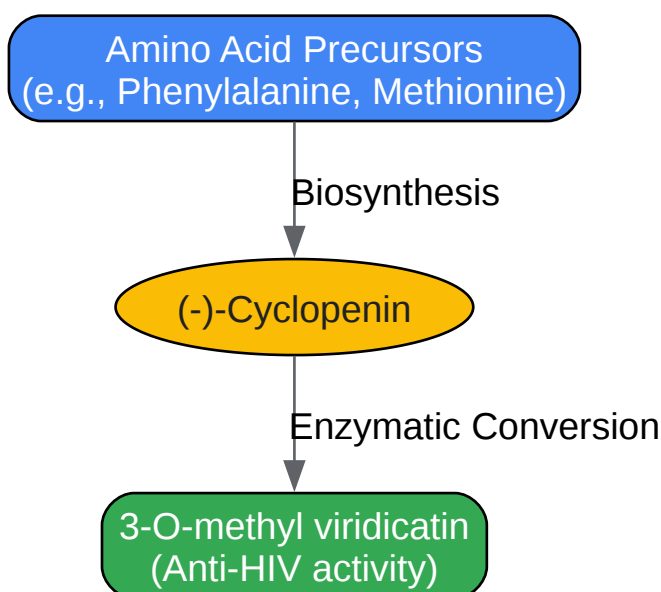 Amino Acid Precursors
(e.g., Phenylalanine, Methionine)
Biosynthesis
(-)-Cyclopenin
Enzymatic Conversion
3-O-methyl viridicatin
(Anti-HIV activity)